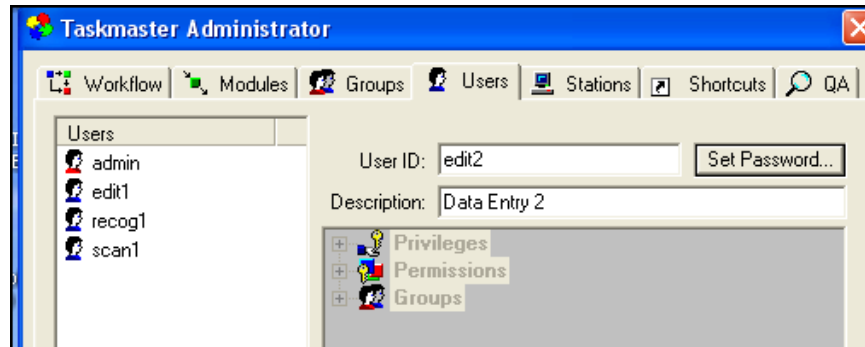 Taskmaster Administrator
Workflow Modules Groups Users Stations Shortcuts QA
Users
admin
edit1
recog1
scan1
User ID: edit2 Set Password...
Description: Data Entry 2
Privileges
Permissions
Groups